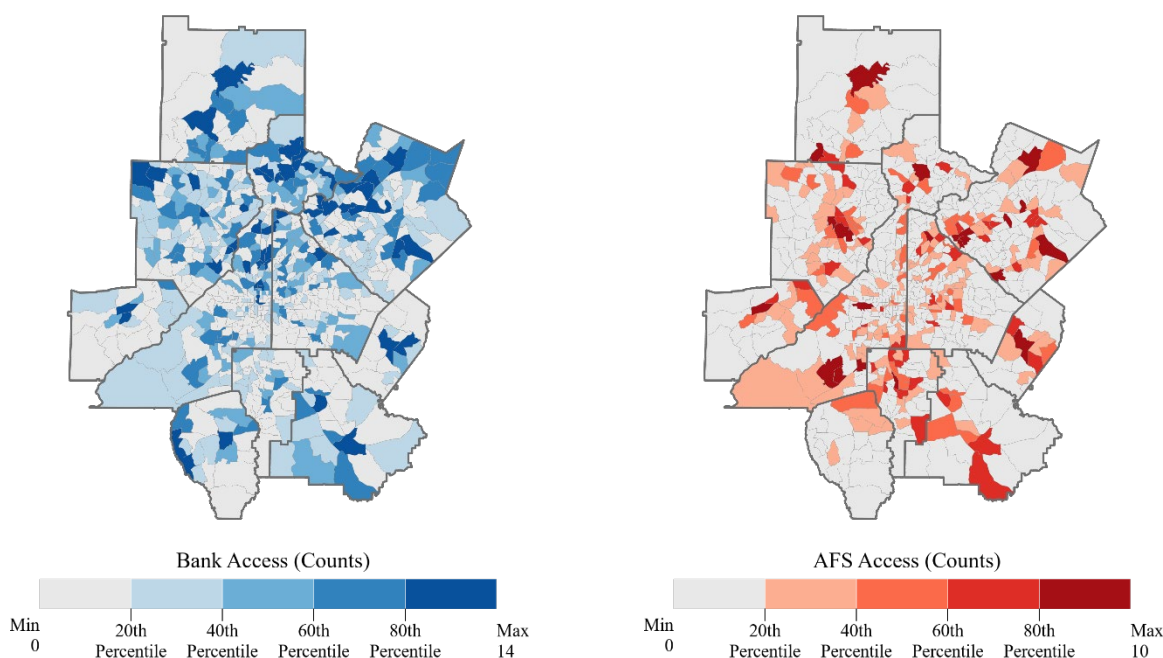 Bank Access (Counts)
Min
0
20th
Percentile
40th
Percentile
60th
Percentile
80th
Percentile
Max
14
AFS Access (Counts)
Min
0
20th
Percentile
40th
Percentile
60th
Percentile
80th
Percentile
Max
10